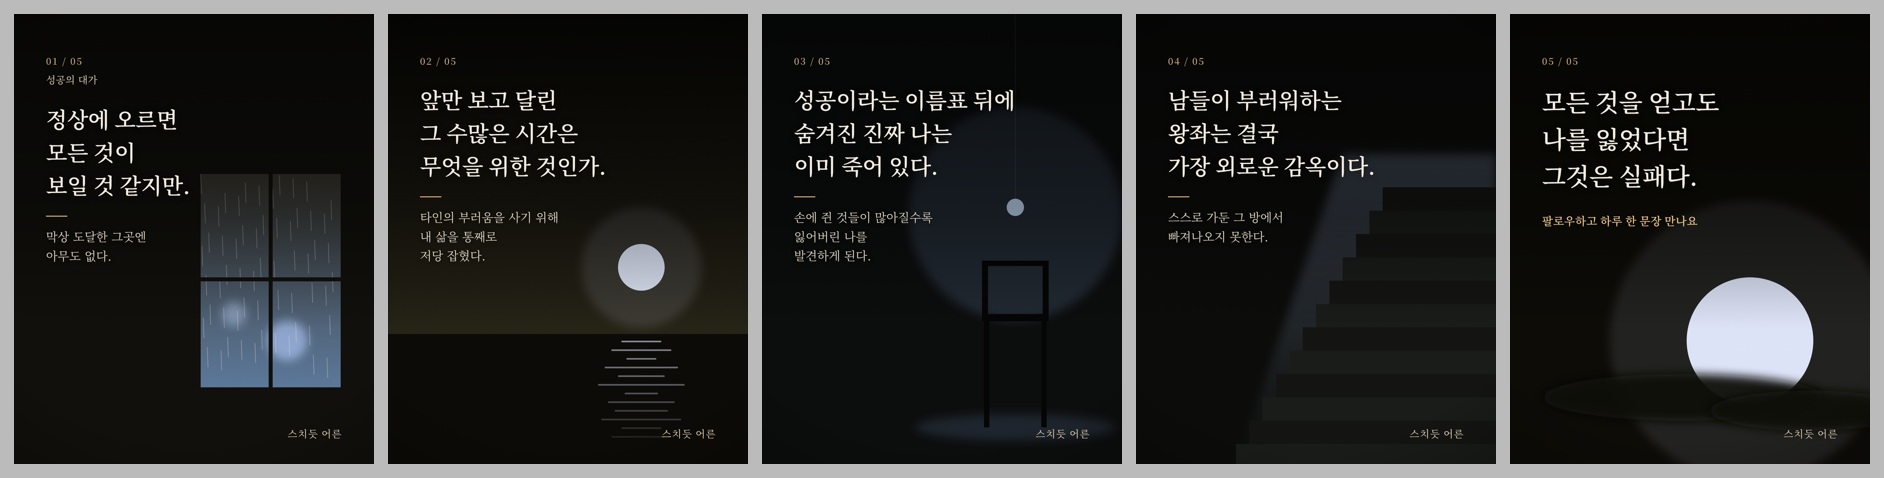 01 / 05
성공의 대가
정상에 오르면
모든 것이
보일 것 같지만.
막상 도달한 그곳엔
아무도 없다.
스치듯 어른
02 / 05
앞만 보고 달린
그 수많은 시간은
무엇을 위한 것인가.
타인의 부러움을 사기 위해
내 삶을 통째로
저당 잡혔다.
스치듯 어른
03 / 05
성공이라는 이름표 뒤에
숨겨진 진짜 나는
이미 죽어 있다.
손에 쥔 것들이 많아질수록
잃어버린 나를
발견하게 된다.
스치듯 어른
04 / 05
남들이 부러워하는
왕좌는 결국
가장 외로운 감옥이다.
스스로 가둔 그 방에서
빠져나오지 못한다.
스치듯 어른
05 / 05
모든 것을 얻고도
나를 잃었다면
그것은 실패다.
팔로우하고 하루 한 문장 만나요
스치듯 어른